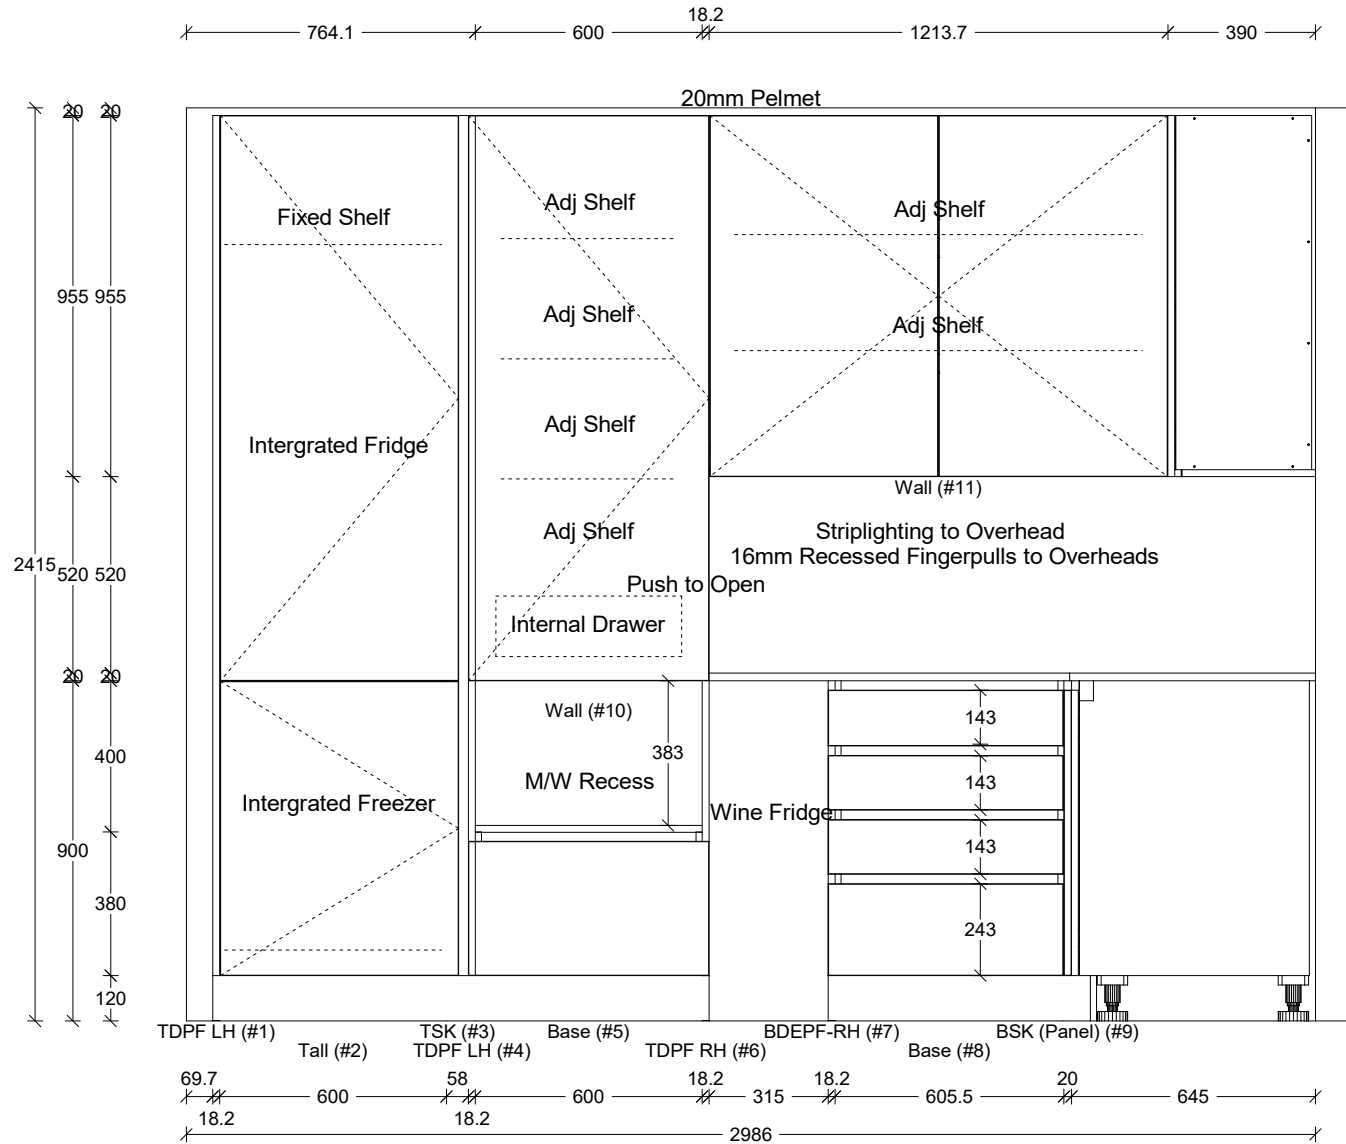 18.2
764.1
600
1213.7
390
20mm Pelmet
20
20
Fixed Shelf
Adj Shelf
Adj Shelf
955
955
Adj Shelf
Adj Shelf
Adj Shelf
Intergrated Fridge
Wall (#11)
Adj Shelf
Striplighting to Overhead
16mm Recessed Fingerpulls to Overheads
2415
520
520
Push to Open
Internal Drawer
20
20
Wall (#10)
143
400
383
M/W Recess
143
Intergrated Freezer
Wine Fridge
900
143
380
243
120
TDPF LH (#1)
TSK (#3)
Base (#5)
BDEPF-RH (#7)
BSK (Panel) (#9)
Tall (#2)
TDPF LH (#4)
TDPF RH (#6)
Base (#8)
69.7
58
18.2
18.2
20
600
600
315
605.5
645
18.2
18.2
2986